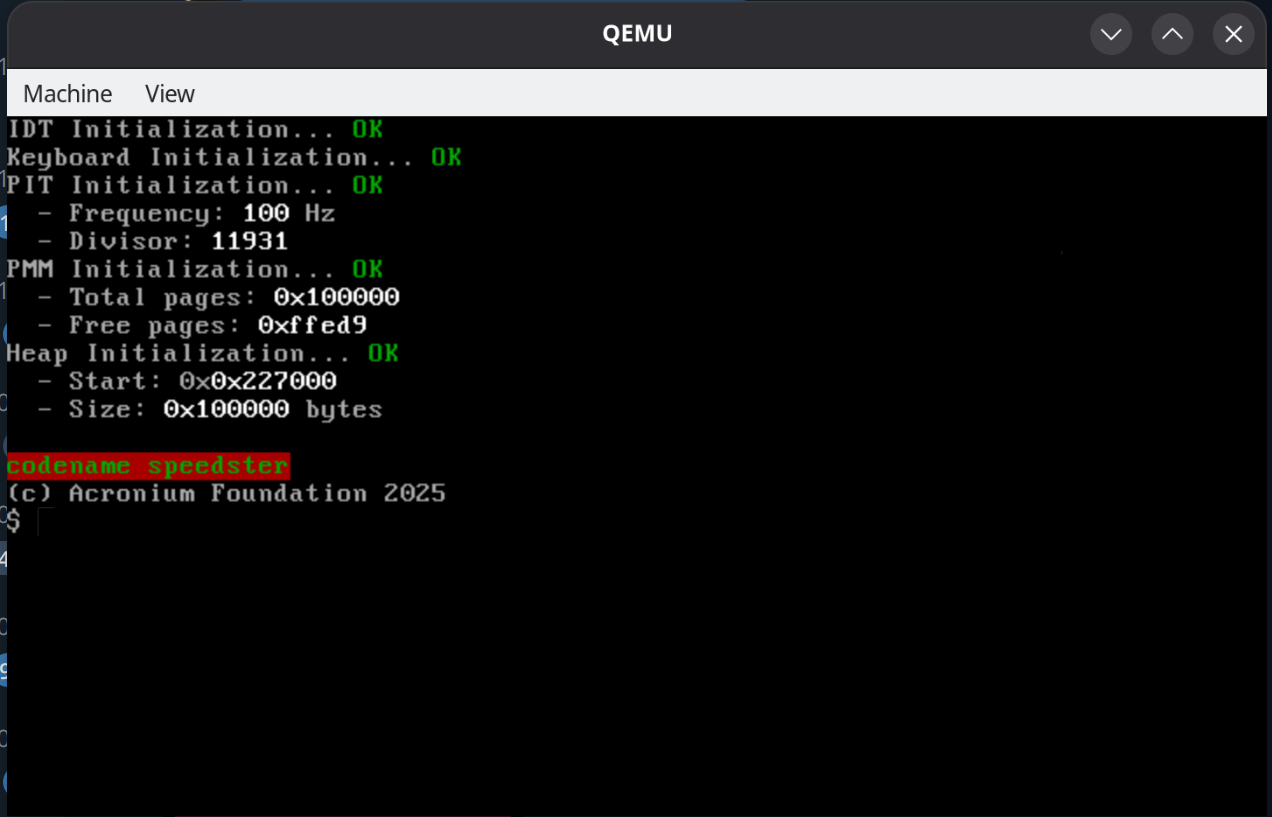 QEMU
Machine View
IDT Initialization... OK
Keyboard Initialization... OK
PIT Initialization... OK
- Frequency: 100 Hz
- Divisor: 11931
PMM Initialization... OK
- Total pages: 0x100000
- Free pages: 0xffed9
Heap Initialization... OK
- Start: 0x0x227000
- Size: 0x100000 bytes
codename speedster
(c) Acronium Foundation 2025
$